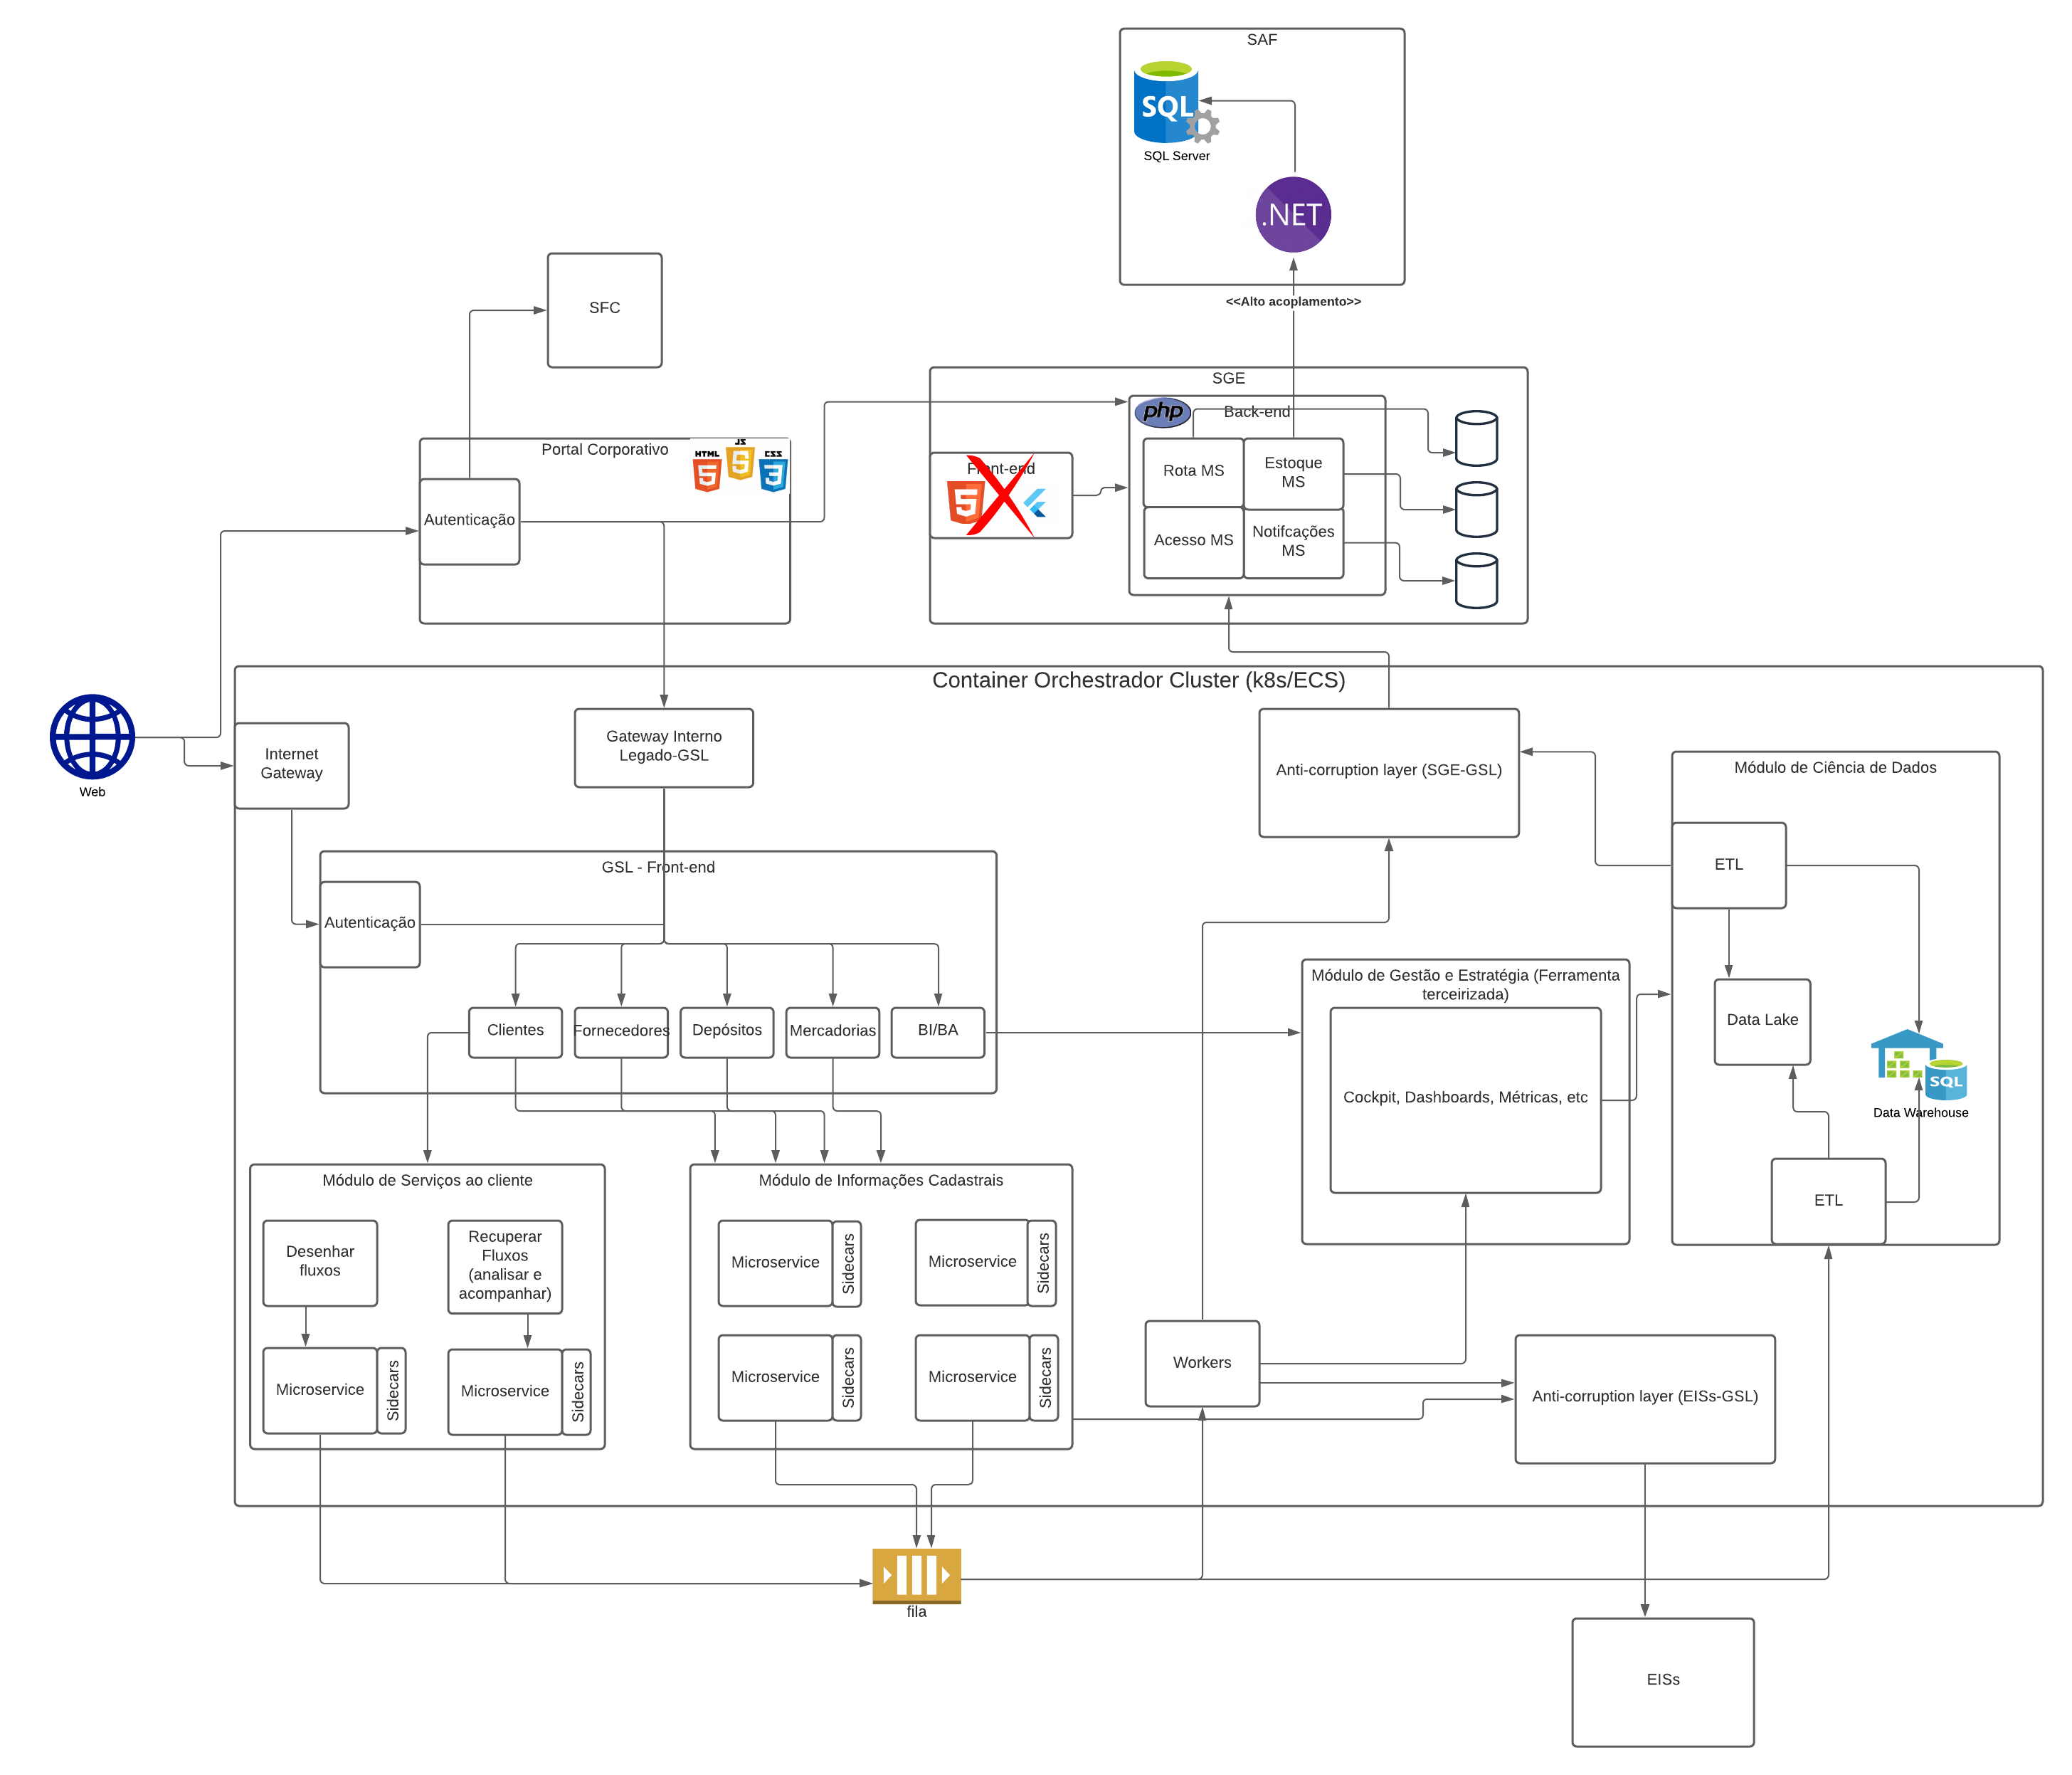 SAF
SQL
SQL Server
.NET
<<Alto acoplamento>>
SFC
SGE
php
Back-end
Rota MS
Estoque
MS
Acesso MS
Notifcações
MS
Front-end
5
Portal Corporativo
HTML
5
JS
5
CSS
3
Autenticação
Web
Container Orchestrador Cluster (k8s/ECS)
Internet
Gateway
Gateway Interno
Legado-GSL
Anti-corruption layer (SGE-GSL)
Módulo de Ciência de Dados
ETL
Data Lake
SQL
Data Warehouse
ETL
GSL - Front-end
Autenticação
Clientes
Fornecedores
Depósitos
Mercadorias
BI/BA
Módulo de Gestão e Estratégia (Ferramenta
terceirizada)
Cockpit, Dashboards, Métricas, etc
Módulo de Serviços ao cliente
Desenhar
fluxos
Recuperar
Fluxos
(analisar e
acompanhar)
Microservice
Sidecars
Microservice
Sidecars
Módulo de Informações Cadastrais
Microservice
Sidecars
Microservice
Sidecars
Microservice
Sidecars
Microservice
Sidecars
Workers
Anti-corruption layer (EISs-GSL)
fila
EISs